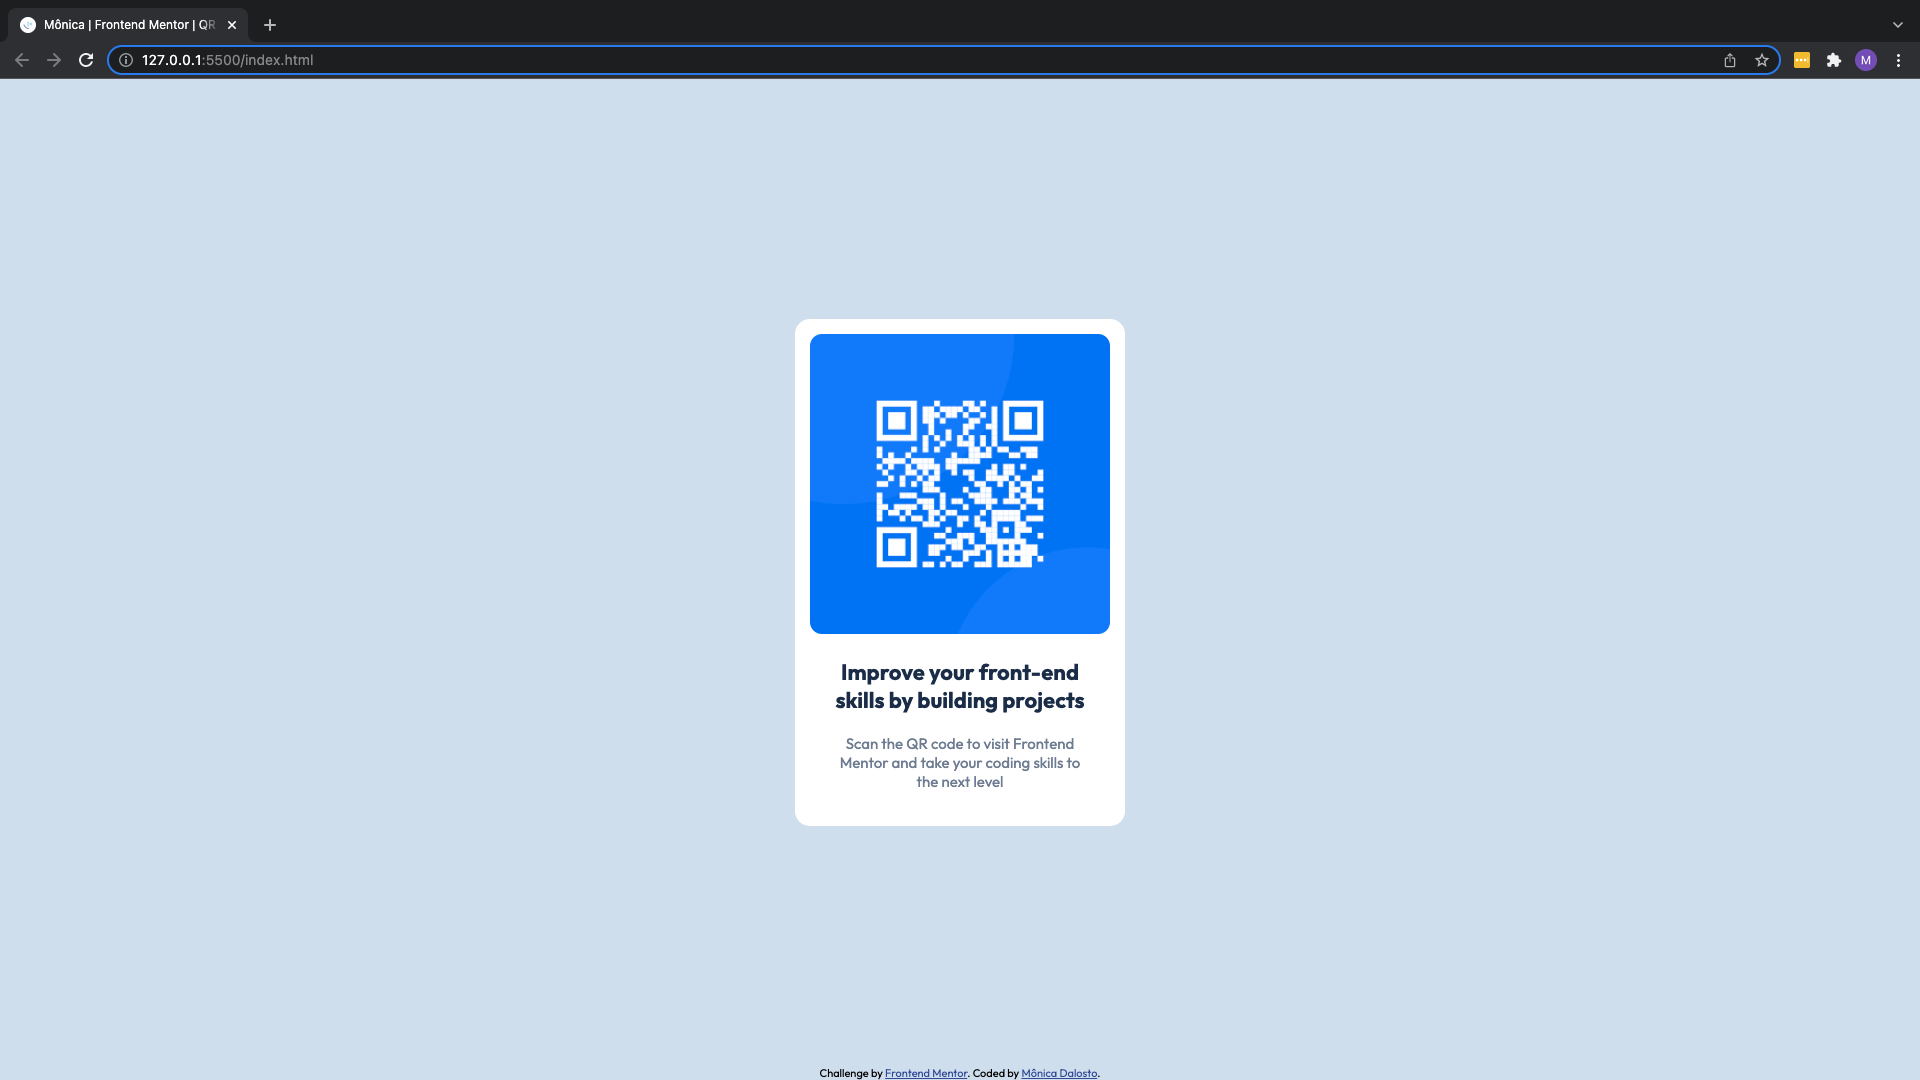 Mônica | Frontend Mentor | QR
127.0.0.1:5500/index.html
M
Improve your front-end
skills by building projects
Scan the QR code to visit Frontend
Mentor and take your coding skills to
the next level
Challenge by Frontend Mentor. Coded by Mônica Dalosto.